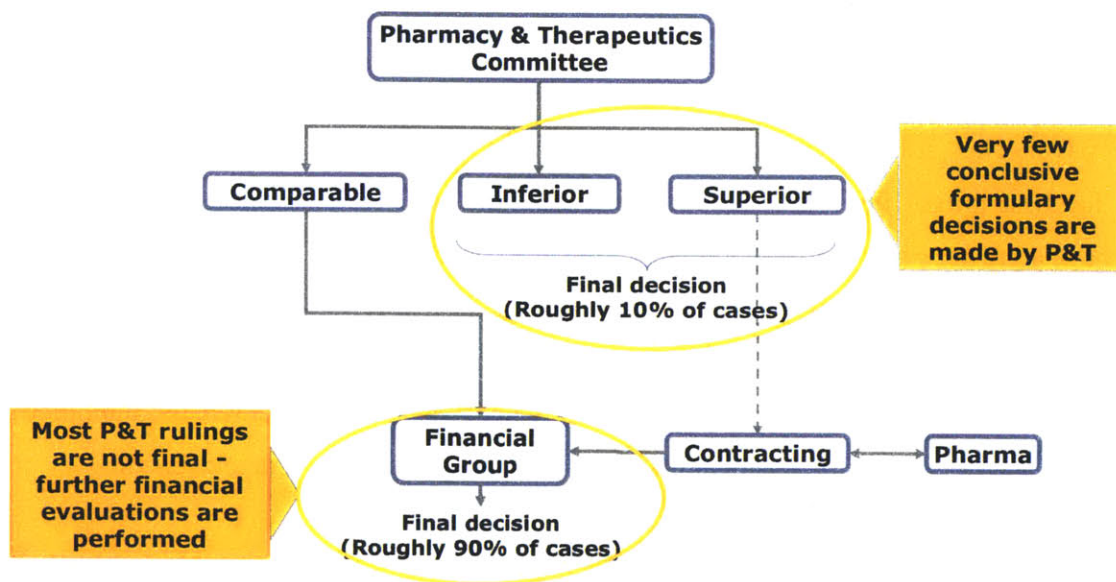 Pharmacy & Therapeutics
Committee
Comparable
Inferior
Superior
Very few
conclusive
formulary
decisions are
made by P&T
Final decision
(Roughly 10% of cases)
Most P&T rulings
are not final -
further financial
evaluations are
performed
Financial
Group
Contracting
Pharma
Final decision
(Roughly 90% of cases)